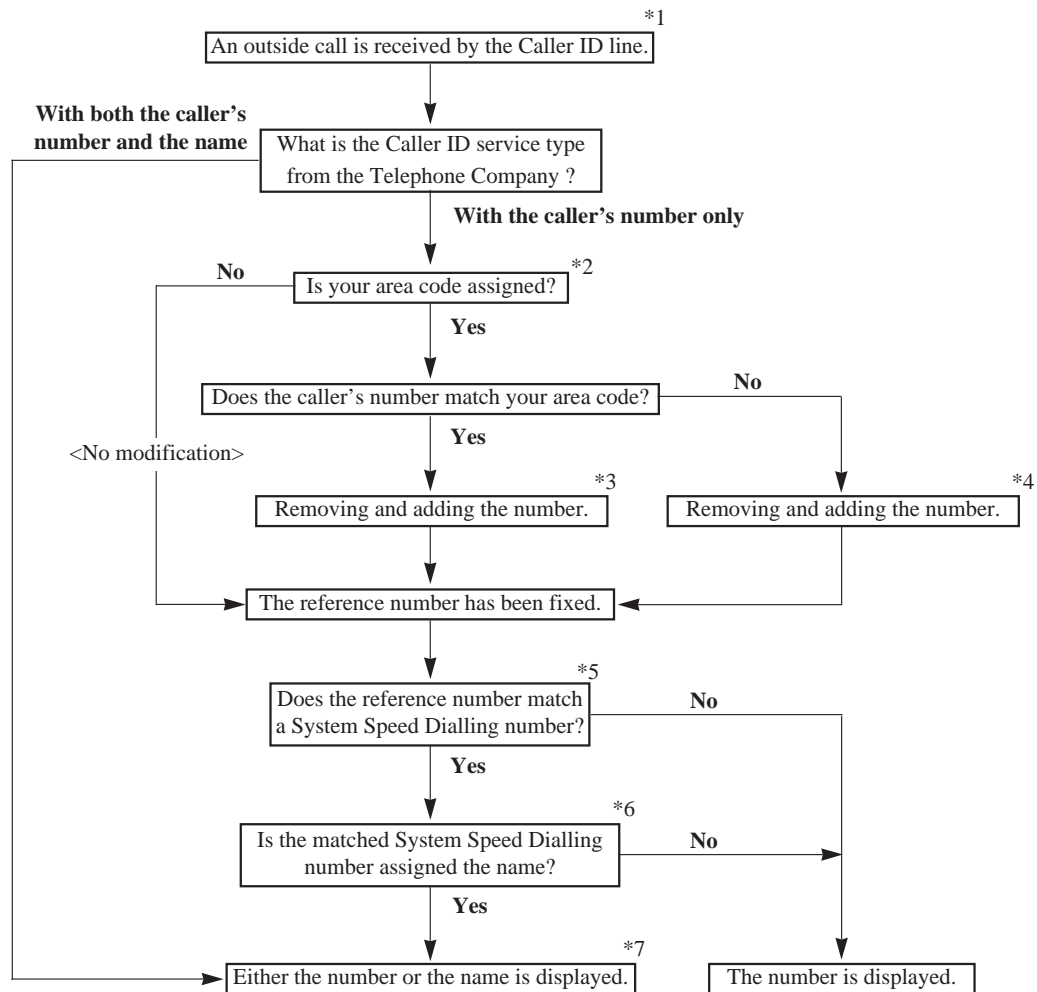 *1
An outside call is received by the Caller ID line.
With both the caller's
number and the name
What is the Caller ID service type
from the Telephone Company ?
With the caller's number only
*2
No
Is your area code assigned?
Yes
No
Does the caller's number match your area code?
Yes
<No modification>
*3
*4
Removing and adding the number.
Removing and adding the number.
The reference number has been fixed.
*5
Does the reference number match
a System Speed Dialling number?
No
Yes
*6
Is the matched System Speed Dialling
number assigned the name?
No
Yes
*7
Either the number or the name is displayed.
The number is displayed.